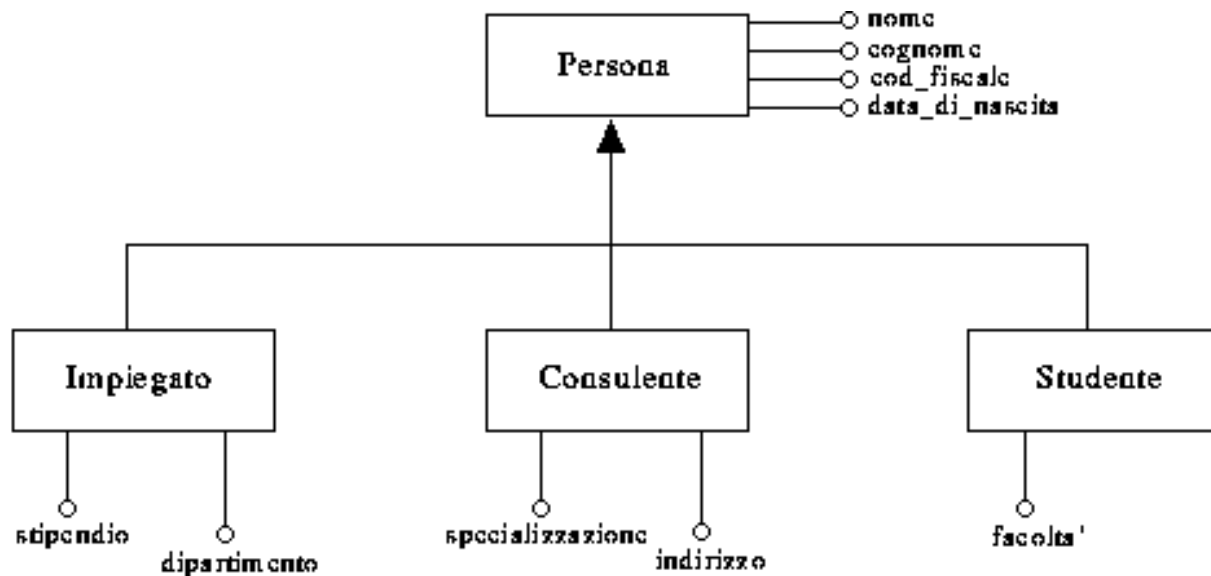 Persona
nome
cognome
cod_fiscale
data_di_nascita
Impiegato
Consulente
Studente
stipendio
dipartimento
specializzazione
indirizzo
facolta'